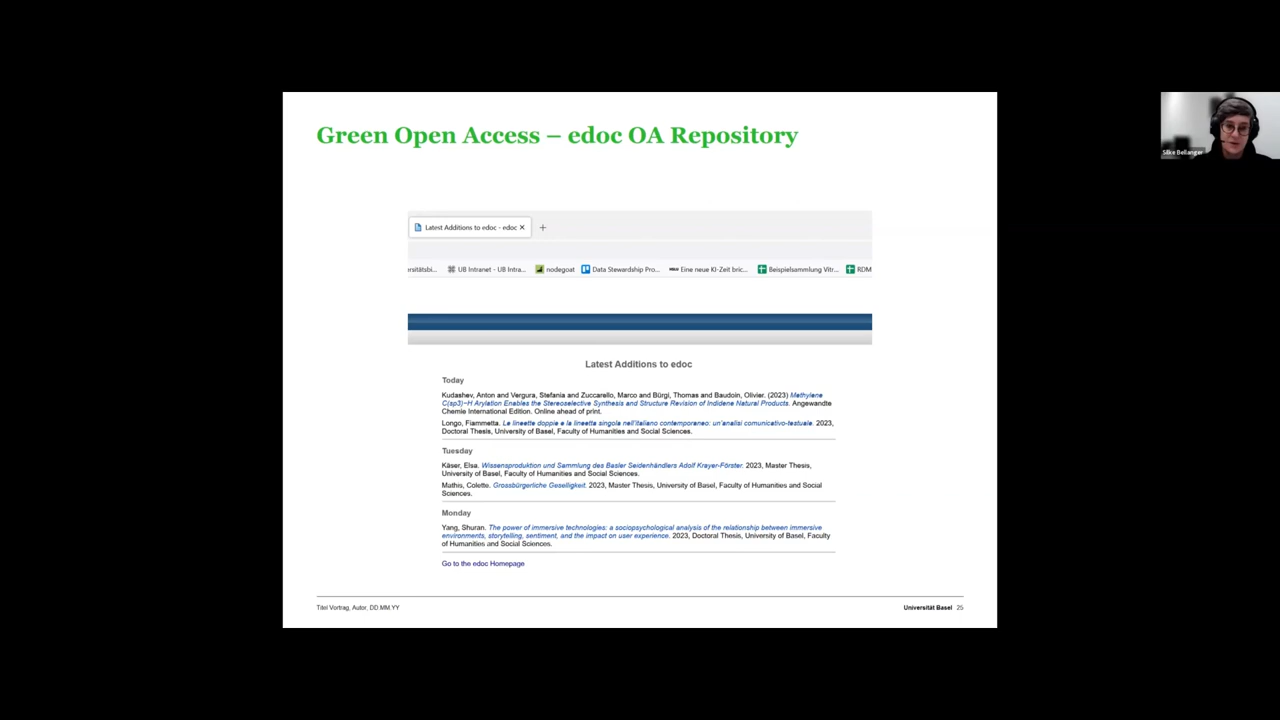 Green Open Access – edoc OA Repository
Silke Bellanger
Latest Additions to edoc - edoc
ersitätsbi... UB Intranet - UB Intra... nodegoat Data Stewardship Pro... Eine neue KI-Zeit bric... Beispielsammlung Vitr... RDM
Latest Additions to edoc
Today
Kudashev, Anton and Vergura, Stefania and Zuccarello, Marco and Bürgi, Thomas and Baudoin, Olivier. (2023) Methylene
C(sp3)−H Arylation Enables the Stereoselective Synthesis and Structure Revision of Indidene Natural Products. Angewandte
Chemie International Edition. Online ahead of print.
Longo, Fiammetta. Le lineette doppie e la lineetta singola nell'italiano contemporaneo: un'analisi comunicativo-testuale. 2023,
Doctoral Thesis, University of Basel, Faculty of Humanities and Social Sciences.
Tuesday
Käser, Elsa. Wissensproduktion und Sammlung des Basler Seidenhändlers Adolf Krayer-Förster. 2023, Master Thesis,
University of Basel, Faculty of Humanities and Social Sciences.
Mathis, Colette. Grossbürgerliche Geselligkeit. 2023, Master Thesis, University of Basel, Faculty of Humanities and Social
Sciences.
Monday
Yang, Shuran. The power of immersive technologies: a sociopsychological analysis of the relationship between immersive
environments, storytelling, sentiment, and the impact on user experience. 2023, Doctoral Thesis, University of Basel, Faculty
of Humanities and Social Sciences.
Go to the edoc Homepage
Titel Vortrag, Autor, DD.MM.YY
Universität Basel 25